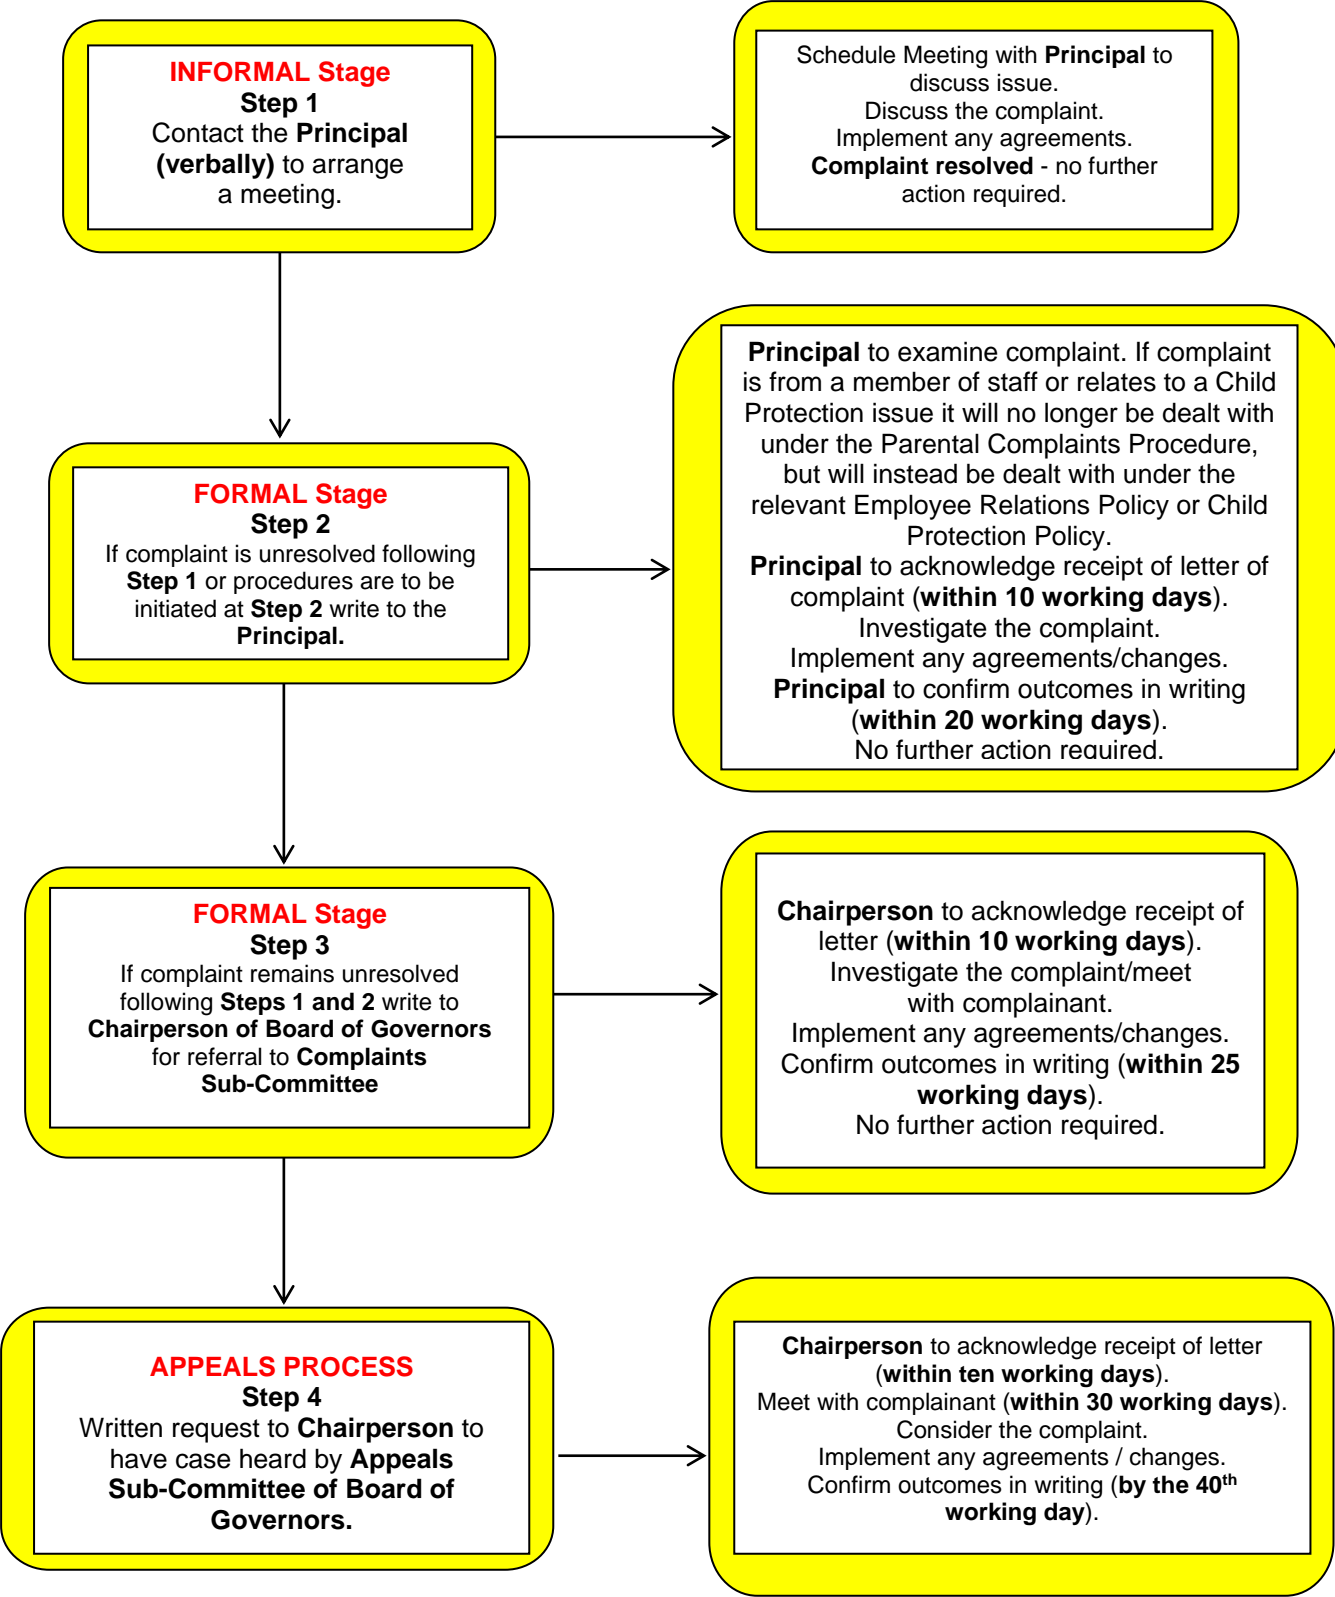 INFORMAL Stage
Step 1
Contact the Principal
(verbally) to arrange
a meeting.
Schedule Meeting with Principal to
discuss issue.
Discuss the complaint.
Implement any agreements.
Complaint resolved - no further
action required.
FORMAL Stage
Step 2
If complaint is unresolved following
Step 1 or procedures are to be
initiated at Step 2 write to the
Principal.
Principal to examine complaint. If complaint
is from a member of staff or relates to a Child
Protection issue it will no longer be dealt with
under the Parental Complaints Procedure,
but will instead be dealt with under the
relevant Employee Relations Policy or Child
Protection Policy.
Principal to acknowledge receipt of letter of
complaint (within 10 working days).
Investigate the complaint.
Implement any agreements/changes.
Principal to confirm outcomes in writing
(within 20 working days).
No further action required.
FORMAL Stage
Step 3
If complaint remains unresolved
following Steps 1 and 2 write to
Chairperson of Board of Governors
for referral to Complaints
Sub-Committee
Chairperson to acknowledge receipt of
letter (within 10 working days).
Investigate the complaint/meet
with complainant.
Implement any agreements/changes.
Confirm outcomes in writing (within 25
working days).
No further action required.
APPEALS PROCESS
Step 4
Written request to Chairperson to
have case heard by Appeals
Sub-Committee of Board of
Governors.
Chairperson to acknowledge receipt of letter
(within ten working days).
Meet with complainant (within 30 working days).
Consider the complaint.
Implement any agreements / changes.
Confirm outcomes in writing (by the 40th
working day).